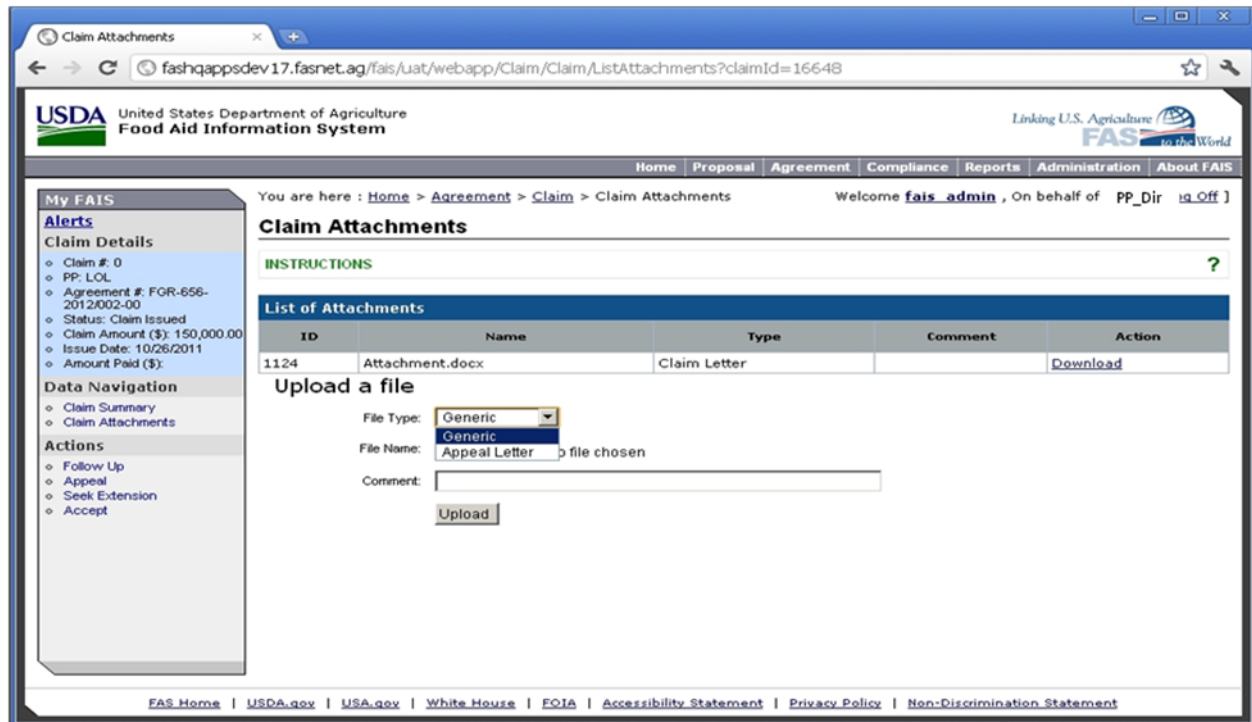 Claim Attachments
fashqappsdev17.fasnet.ag/fais/uat/webapp/Claim/Claim/ListAttachments?claimId=16648
USDA United States Department of Agriculture
Food Aid Information System
Linking U.S. Agriculture
FAS to the World
Home Proposal Agreement Compliance Reports Administration About FAIS
My FAIS
Alerts
Claim Details
Claim #: 0
PP: LOL
Agreement #: FGR-656-
2012/002-00
Status: Claim Issued
Claim Amount ($): 150,000.00
Issue Date: 10/26/2011
Amount Paid ($):
Data Navigation
Claim Summary
Claim Attachments
Actions
Follow Up
Appeal
Seek Extension
Accept
You are here : Home > Agreement > Claim > Claim Attachments Welcome fais_admin , On behalf of PP_Dir ug Off ]
Claim Attachments
INSTRUCTIONS ?
List of Attachments
ID Name Type Comment Action
1124 Attachment.docx Claim Letter Download
Upload a file
File Type: Generic
Generic
File Name: Appeal Letter o file chosen
Comment:
Upload
FAS Home | USDA.gov | USA.gov | White House | FOIA | Accessibility Statement | Privacy Policy | Non-Discrimination Statement